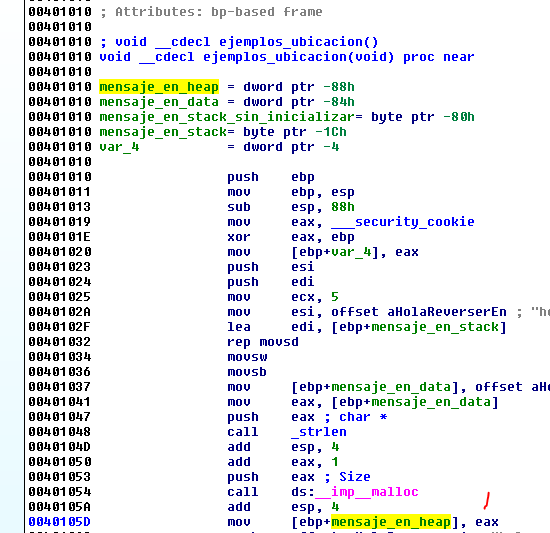 00401010 ; Attributes: bp-based frame
00401010
00401010 ; void __cdecl ejemplos_ubicacion()
00401010 void __cdecl ejemplos_ubicacion(void) proc near
00401010
00401010 mensaje_en_heap = dword ptr -88h
00401010 mensaje_en_data = dword ptr -84h
00401010 mensaje_en_stack_sin_inicializar= byte ptr -80h
00401010 mensaje_en_stack= byte ptr -1Ch
00401010 var_4 = dword ptr -4
00401010
00401010 push ebp
00401011 mov ebp, esp
00401013 sub esp, 88h
00401019 mov eax, ___security_cookie
0040101E xor eax, ebp
00401020 mov [ebp+var_4], eax
00401023 push esi
00401024 push edi
00401025 mov ecx, 5
0040102A mov esi, offset aHolaReverserEn ; "h
0040102F lea edi, [ebp+mensaje_en_stack]
00401032 rep movsd
00401034 movsw
00401036 movsb
00401037 mov [ebp+mensaje_en_data], offset aHo
00401041 mov eax, [ebp+mensaje_en_data]
00401047 push eax ; char *
00401048 call _strlen
0040104D add esp, 4
00401050 add eax, 1
00401053 push eax ; Size
00401054 call ds:__imp__malloc
0040105A add esp, 4
0040105D mov [ebp+mensaje_en_heap], eax